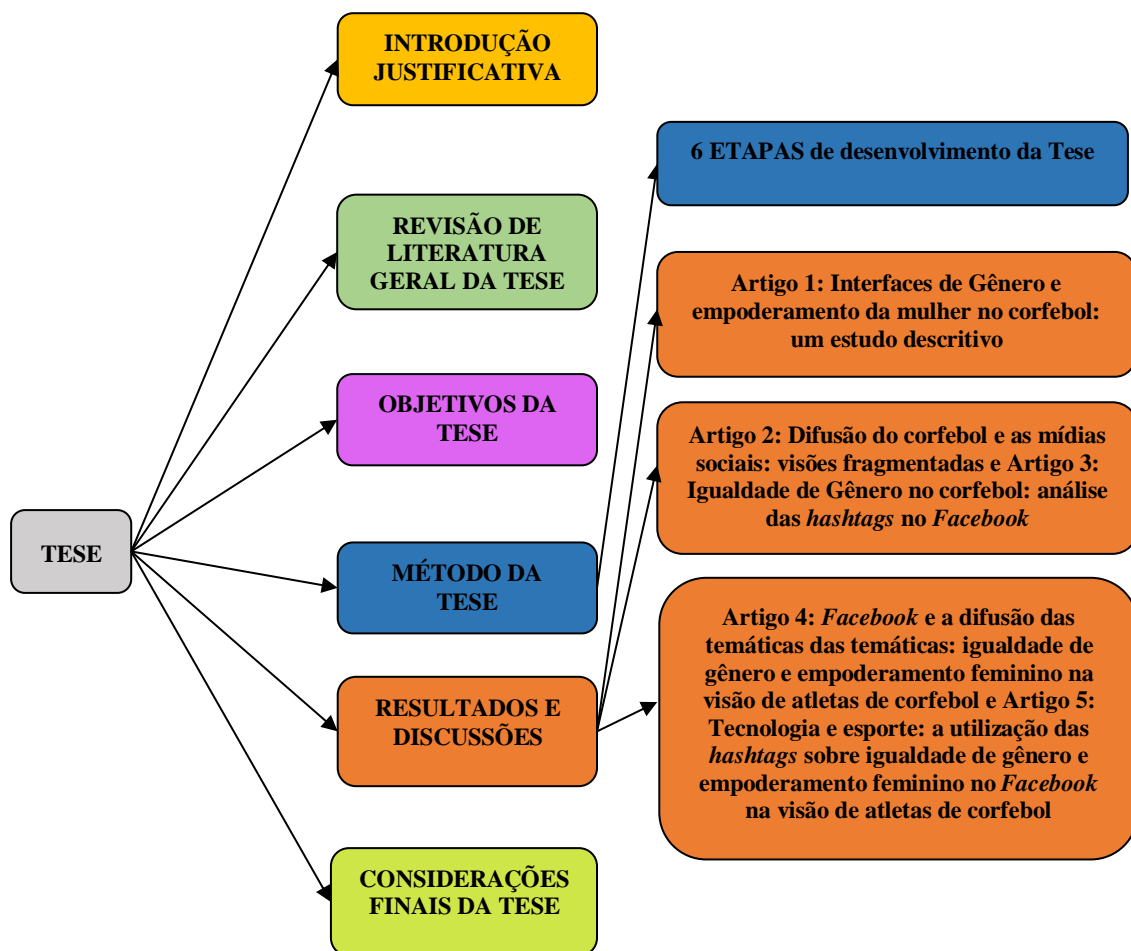 INTRODUÇÃO
JUSTIFICATIVA
REVISÃO DE
LITERATURA
GERAL DA TESE
OBJETIVOS DA
TESE
TESE
MÉTODO DA
TESE
RESULTADOS E
DISCUSSÕES
CONSIDERAÇÕES
FINAIS DA TESE
6 ETAPAS de desenvolvimento da Tese
Artigo 1: Interfaces de Gênero e
empoderamento da mulher no corfebol:
um estudo descritivo
Artigo 2: Difusão do corfebol e as mídias
sociais: visões fragmentadas e Artigo 3:
Igualdade de Gênero no corfebol: análise
das hashtags no Facebook
Artigo 4: Facebook e a difusão das
temáticas das temáticas: igualdade de
gênero e empoderamento feminino na
visão de atletas de corfebol e Artigo 5:
Tecnologia e esporte: a utilização das
hashtags sobre igualdade de gênero e
empoderamento feminino no Facebook
na visão de atletas de corfebol